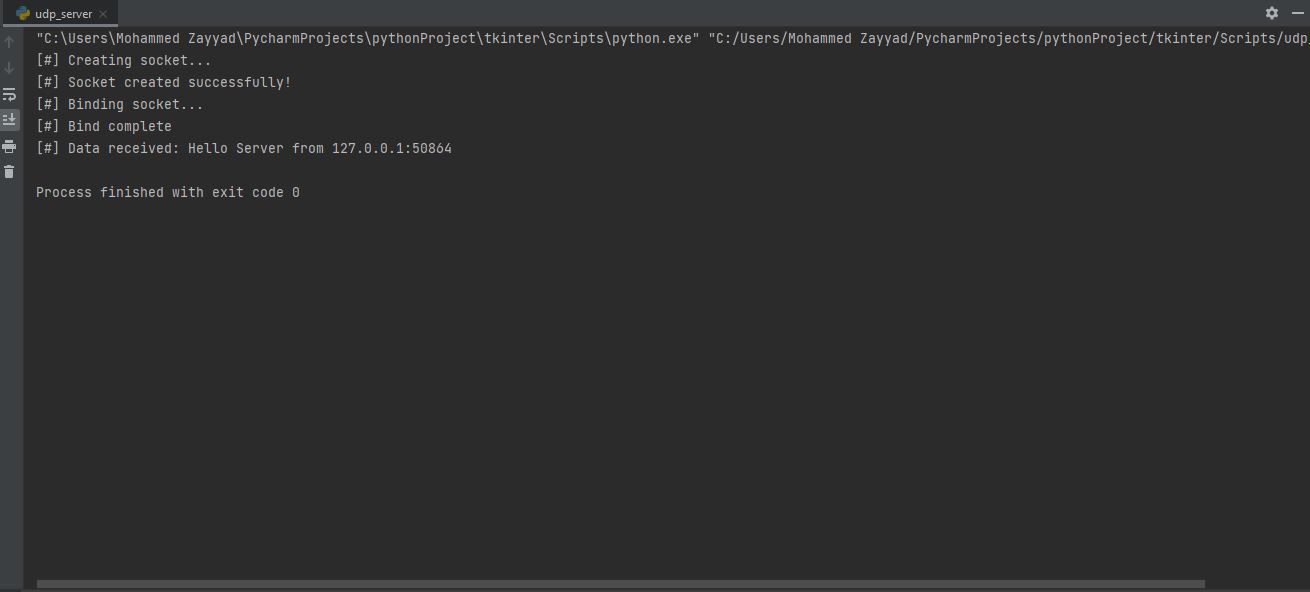 udp_server
"C:\Users\Mohammed Zayyad\PycharmProjects\pythonProject\tkinter\Scripts\python.exe" "C:/Users/Mohammed Zayyad/PycharmProjects/pythonProject/tkinter/Scripts/udp_
[#] Creating socket...
[#] Socket created successfully!
[#] Binding socket...
[#] Bind complete
[#] Data received: Hello Server from 127.0.0.1:50864
Process finished with exit code 0